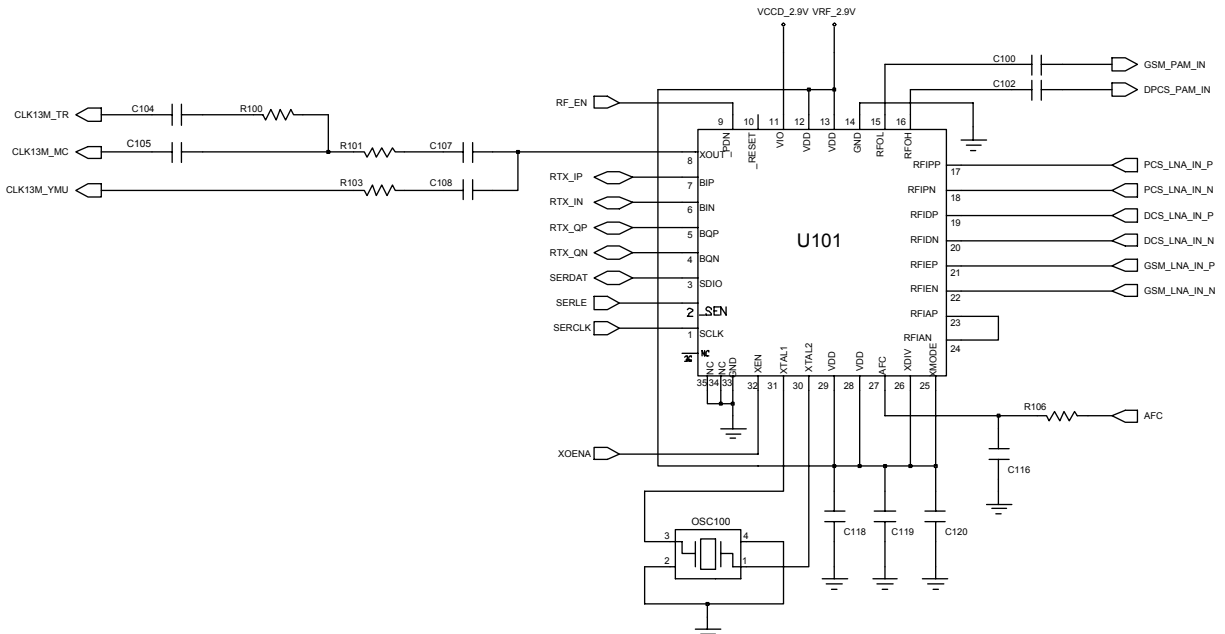 VCCD_2.9V VRF_2.9V
C100
GSM_PAM_IN
C102
DPCS_PAM_IN
RF_EN
C104
R100
CLK13M_TR
9 10 11 12 13 14 15 16
PDN_ _RESET VIO VDD VDD GND RFOL RFOH
C105
CLK13M_MC
R101
C107
8
XOUT
RFIPP
17
PCS_LNA_IN_P
CLK13M_YMU
R103
C108
RTX_IP
7
BIP
RFIPN
18
PCS_LNA_IN_N
RTX_IN
6
BIN
RFIDP
19
DCS_LNA_IN_P
RTX_QP
5
BQP
U101
RFIDN
20
DCS_LNA_IN_N
RTX_QN
4
BQN
RFIEP
21
GSM_LNA_IN_P
SERDAT
3
SDIO
RFIEN
22
GSM_LNA_IN_N
SERLE
2
_SEN
RFIAP
23
SERCLK
1
SCLK
RFIAN
24
NC
NC NC GND XEN XTAL1 XTAL2 VDD VDD AFC XDIV XMODE
35 34 33 32 31 30 29 28 27 26 25
R106
AFC
XOENA
C116
OSC100
C118
C119
C120
3
4
2
1